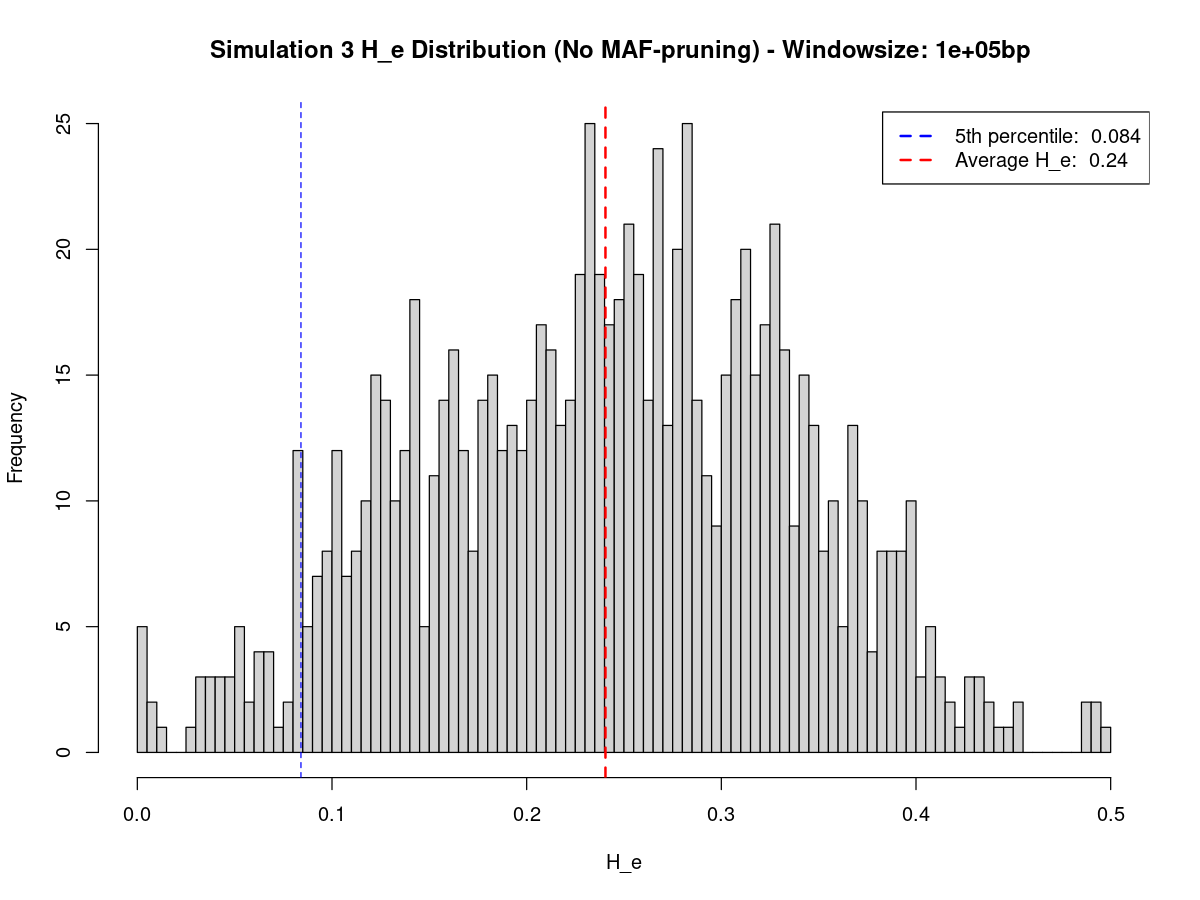 Simulation 3 H_e Distribution (No MAF-pruning) - Windowsize: 1e+05bp
5th percentile: 0.084
Average H_e: 0.24
Frequency
25
20
15
10
5
0
0.0 0.1 0.2 0.3 0.4 0.5
H_e